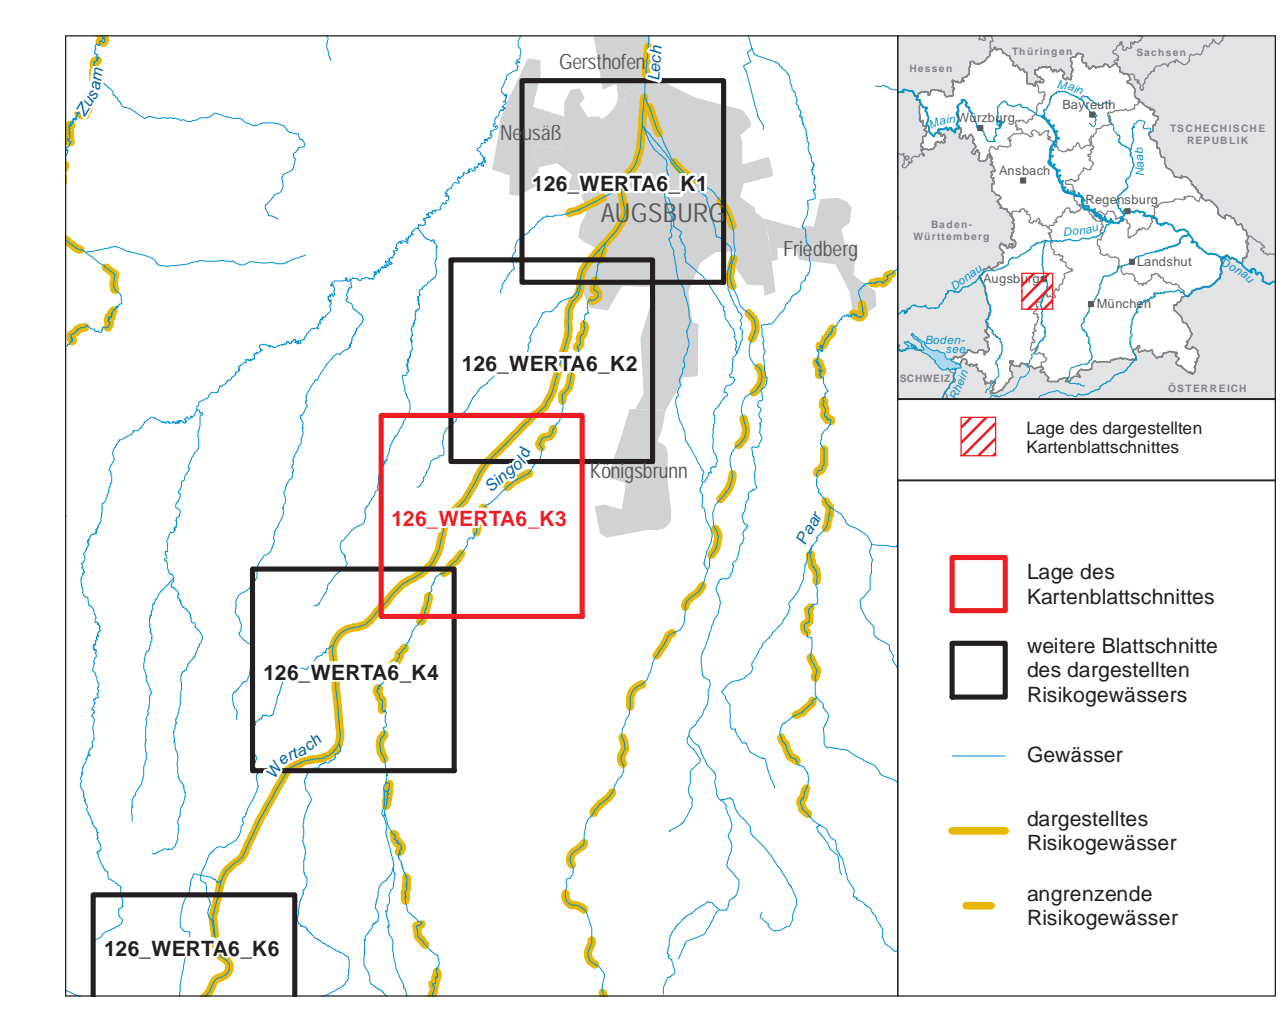 Gersthofen
Lech
Zusam
Neusäß
126_WERTA6_K1
AUGSBURG
Friedberg
126_WERTA6_K2
Singold
Königsbrunn
126_WERTA6_K3
Paar
126_WERTA6_K4
Wertach
126_WERTA6_K6
Thüringen
Sachsen
Hessen
Main
Bayreuth
Main
Würzburg
TSCHECHISCHE
REPUBLIK
Naab
Ansbach
Regensburg
Baden-
Württemberg
Donau
Landshut
Donau
Donau
Augsburg
München
Boden-
see
SCHWEIZ
Rhein
ÖSTERREICH
Lage des dargestellten
Kartenblattschnittes
Lage des
Kartenblattschnittes
weitere Blattschnitte
des dargestellten
Risikogewässers
Gewässer
dargestelltes
Risikogewässer
angrenzende
Risikogewässer